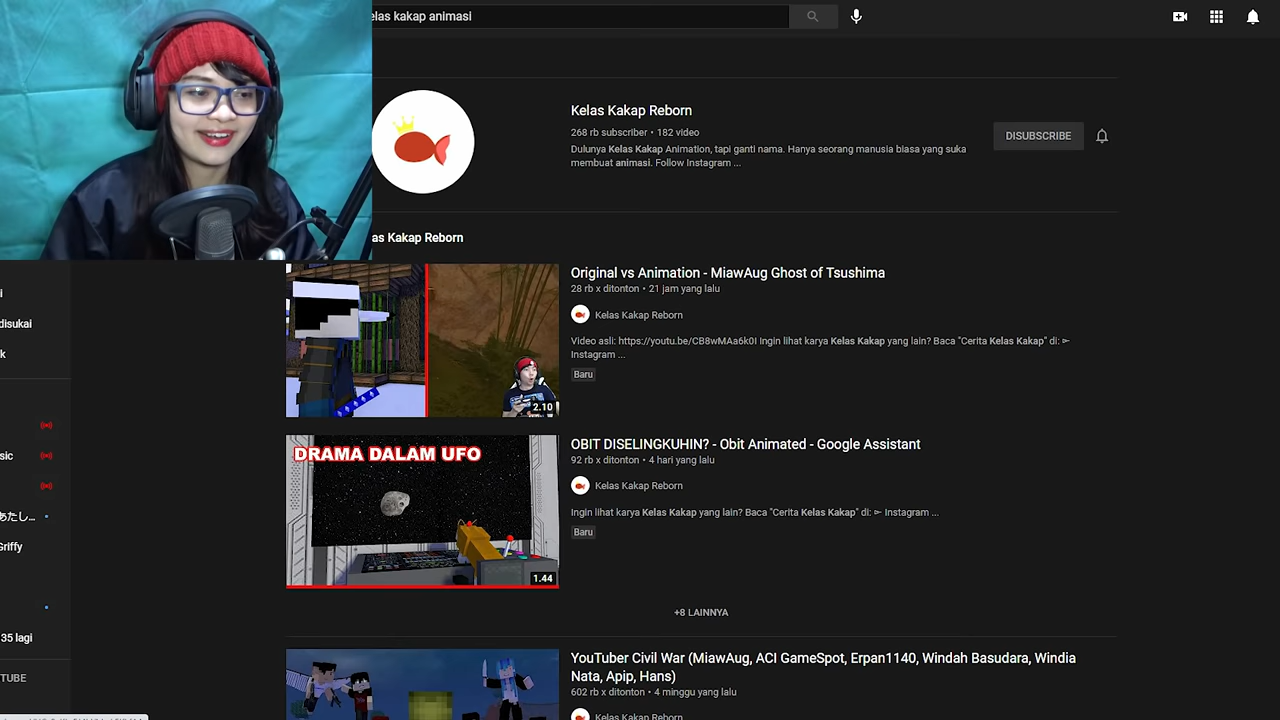 elas kakap animasi
Kelas Kakap Reborn
268 rb subscriber • 182 video
Dulunya Kelas Kakap Animation, tapi ganti nama. Hanya seorang manusia biasa yang suka
membuat animasi. Follow Instagram ...
DISUBSCRIBE
as Kakap Reborn
Original vs Animation - MiawAug Ghost of Tsushima
28 rb x ditonton • 21 jam yang lalu
Kelas Kakap Reborn
Video asli: https://youtu.be/CB8wMAa6k0I Ingin lihat karya Kelas Kakap yang lain? Baca "Cerita Kelas Kakap" di: ➳
Instagram ...
Baru
2.10
i
disukai
k
sic
あたし...
Griffy
35 lagi
TUBE
DRAMA DALAM UFO
1.44
OBIT DISELINGKUHIN? - Obit Animated - Google Assistant
92 rb x ditonton • 4 hari yang lalu
Kelas Kakap Reborn
Ingin lihat karya Kelas Kakap yang lain? Baca "Cerita Kelas Kakap" di: ➳ Instagram ...
Baru
+8 LAINNYA
YouTuber Civil War (MiawAug, ACI GameSpot, Erpan1140, Windah Basudara, Windia
Nata, Apip, Hans)
602 rb x ditonton • 4 minggu yang lalu
Kelas Kakap Reborn